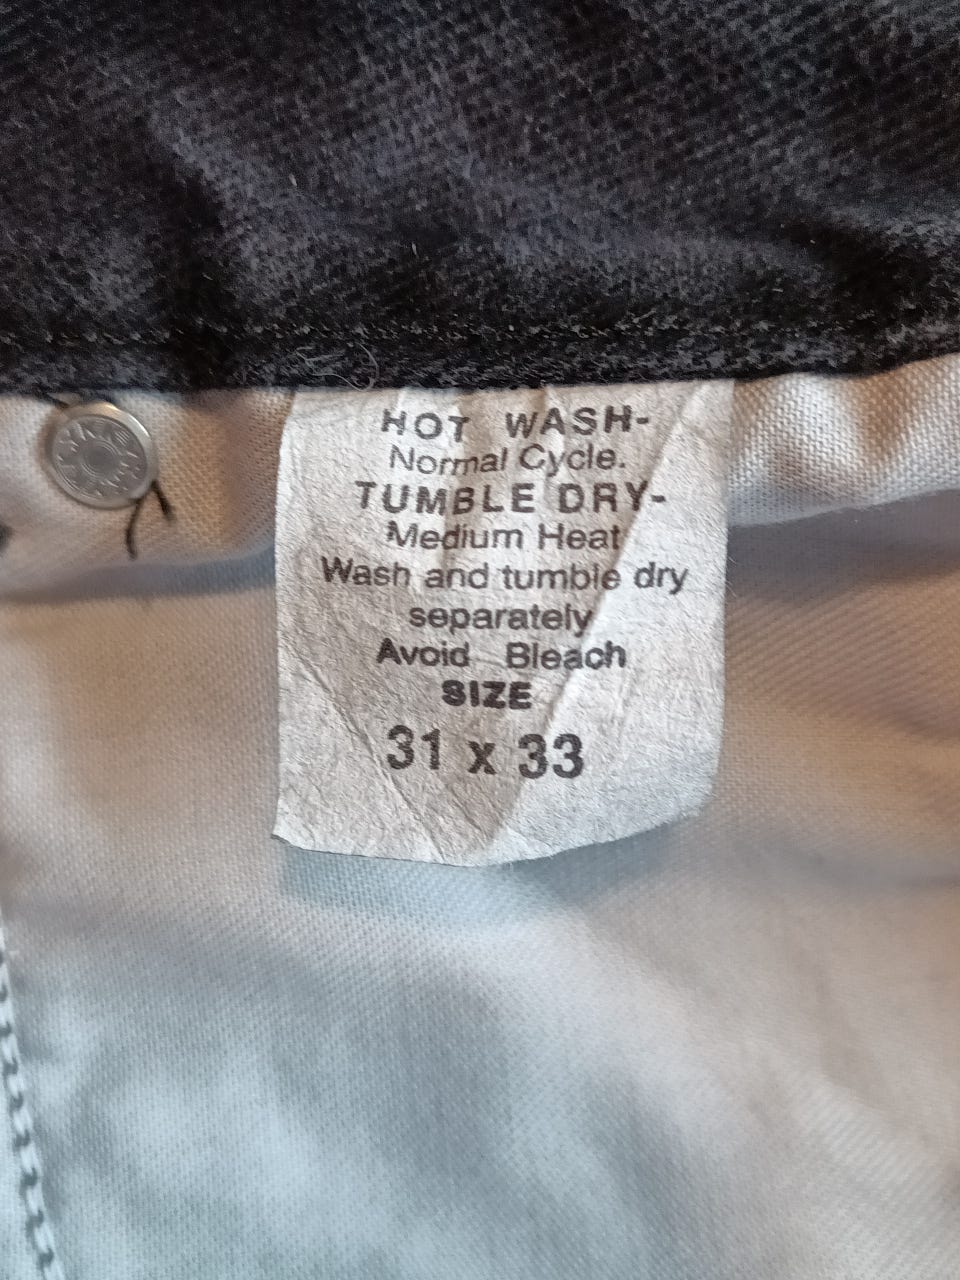 HOT WASH-
Normal Cycle.
TUMBLE DRY-
Medium Heat
Wash and tumble dry
separately
Avoid Bleach
SIZE
31 x 33